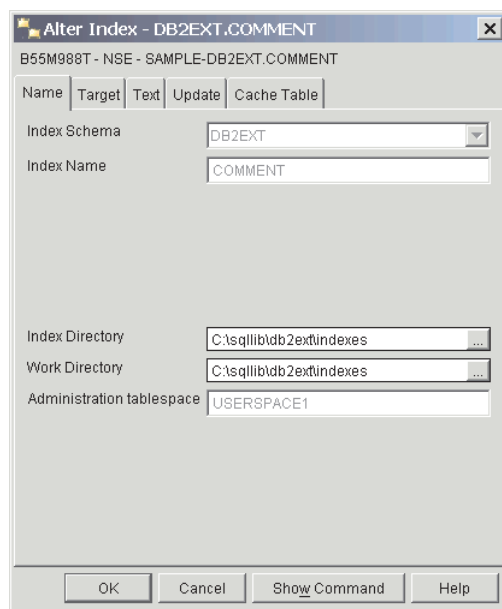 Alter Index - DB2EXT.COMMENT
B55M988T - NSE - SAMPLE-DB2EXT.COMMENT
Name Target Text Update Cache Table
Index Schema DB2EXT
Index Name COMMENT
Index Directory C:\sqllib\db2ext\indexes ...
Work Directory C:\sqllib\db2ext\indexes ...
Administration tablespace USERSPACE1
OK Cancel Show Command Help